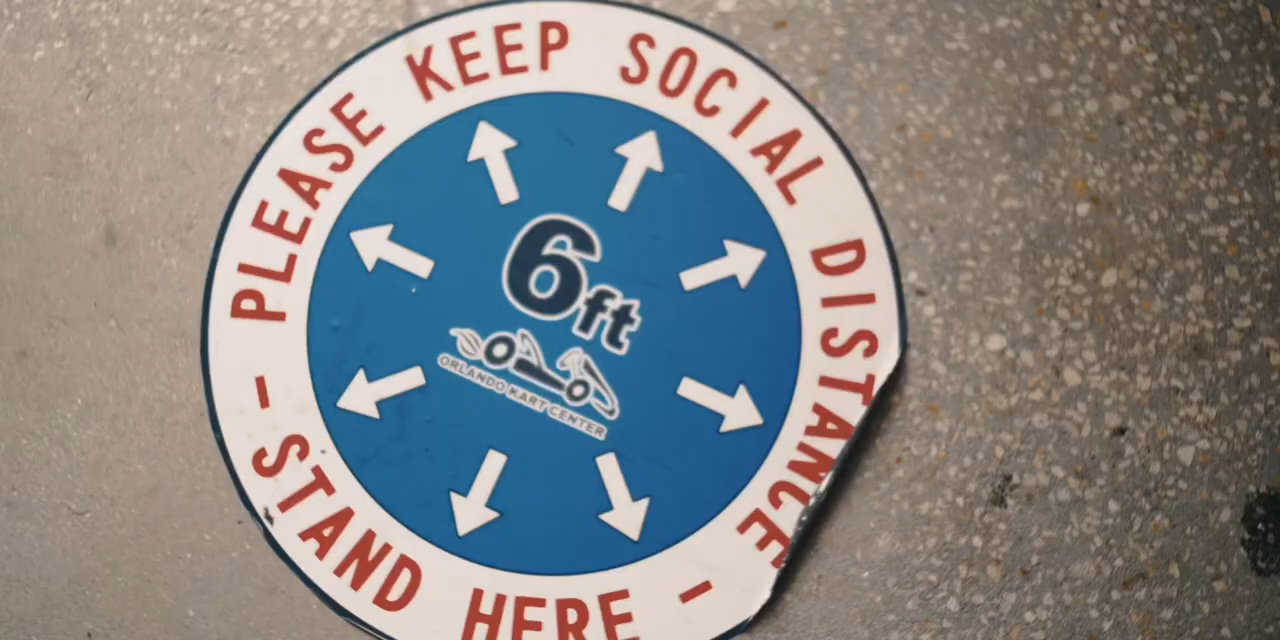 PLEASE KEEP SOCIAL DISTANCE
- STAND HERE -
6ft
ORLANDO KART CENTER